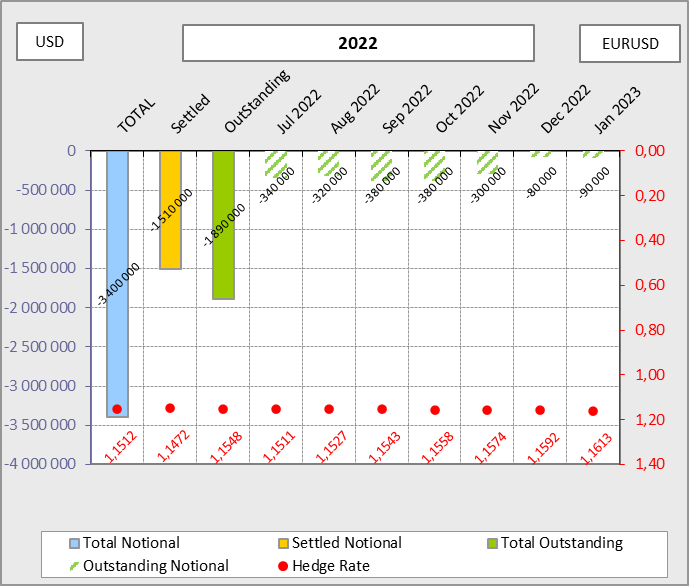 USD
2022
EURUSD
TOTAL
Settled
OutStanding
Jul 2022
Aug 2022
Sep 2022
Oct 2022
Nov 2022
Dec 2022
Jan 2023
0
-500 000
-1 000 000
-1 500 000
-2 000 000
-2 500 000
-3 000 000
-3 500 000
-4 000 000
0,00
0,20
0,40
0,60
0,80
1,00
1,20
1,40
-3 400 000
-1 510 000
-1 890 000
-340 000
-320 000
-380 000
-380 000
-300 000
-80 000
-90 000
1,1512
1,1472
1,1548
1,1511
1,1527
1,1543
1,1558
1,1574
1,1592
1,1613
Total Notional
Settled Notional
Total Outstanding
Outstanding Notional
Hedge Rate